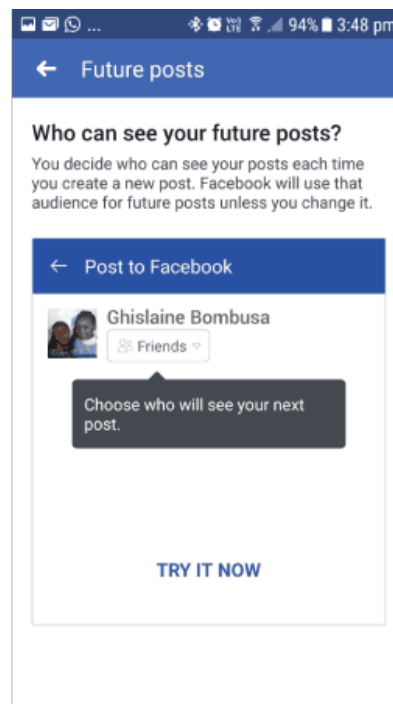 ... 94% 3:48 pm
Future posts
Who can see your future posts?
You decide who can see your posts each time
you create a new post. Facebook will use that
audience for future posts unless you change it.
Post to Facebook
Ghislaine Bombusa
Friends
Choose who will see your next
post.
TRY IT NOW